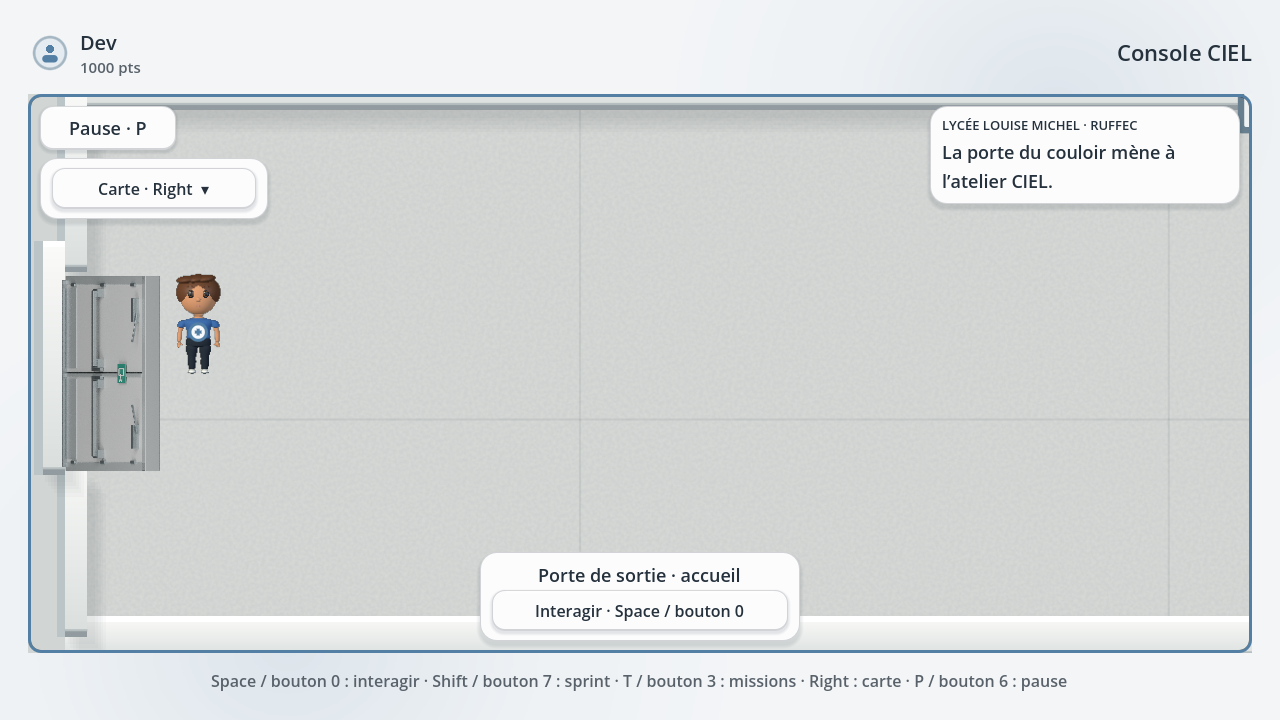 Dev
1000 pts
Console CIEL
Pause · P
Carte · Right ▾
LYCÉE LOUISE MICHEL · RUFFEC
La porte du couloir mène à
l’atelier CIEL.
Porte de sortie · accueil
Interagir · Space / bouton 0
Space / bouton 0 : interagir · Shift / bouton 7 : sprint · T / bouton 3 : missions · Right : carte · P / bouton 6 : pause